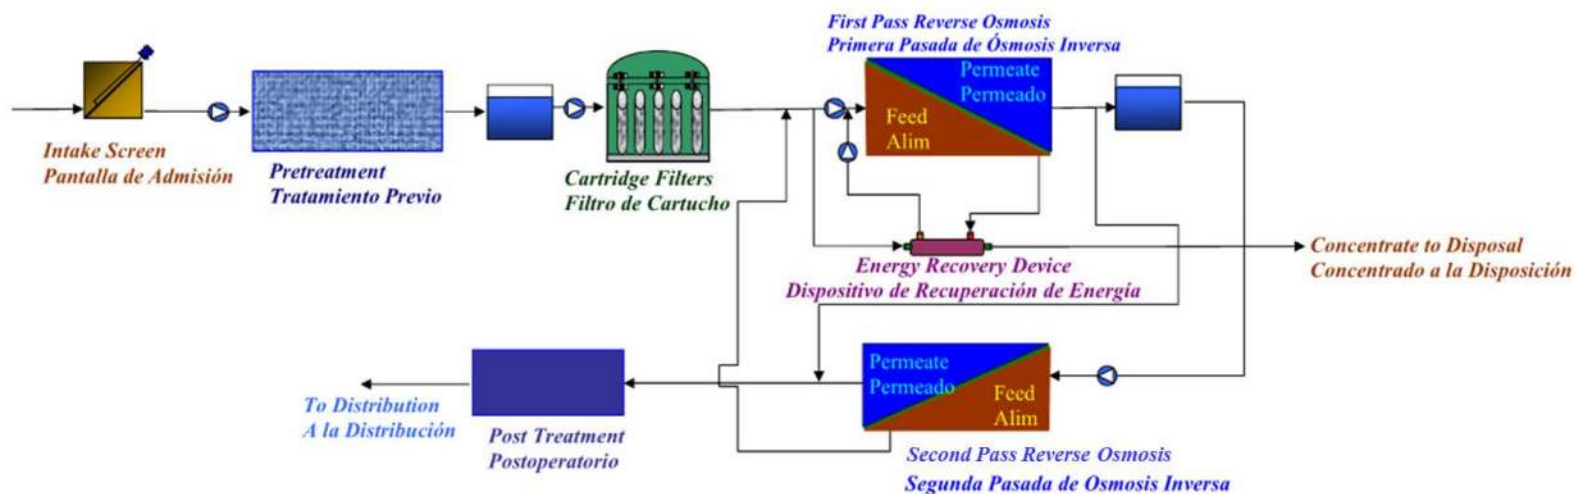 First Pass Reverse Osmosis
Primera Pasada de Ósmosis Inversa
Permeate
Permeado
Feed
Alim
Intake Screen
Pantalla de Admisión
Pretreatment
Tratamiento Previo
Cartridge Filters
Filtro de Cartucho
Energy Recovery Device
Dispositivo de Recuperación de Energía
Concentrate to Disposal
Concentrado a la Disposición
Permeate
Permeado
Feed
Alim
To Distribution
A la Distribución
Post Treatment
Postoperatorio
Second Pass Reverse Osmosis
Segunda Pasada de Osmosis Inversa